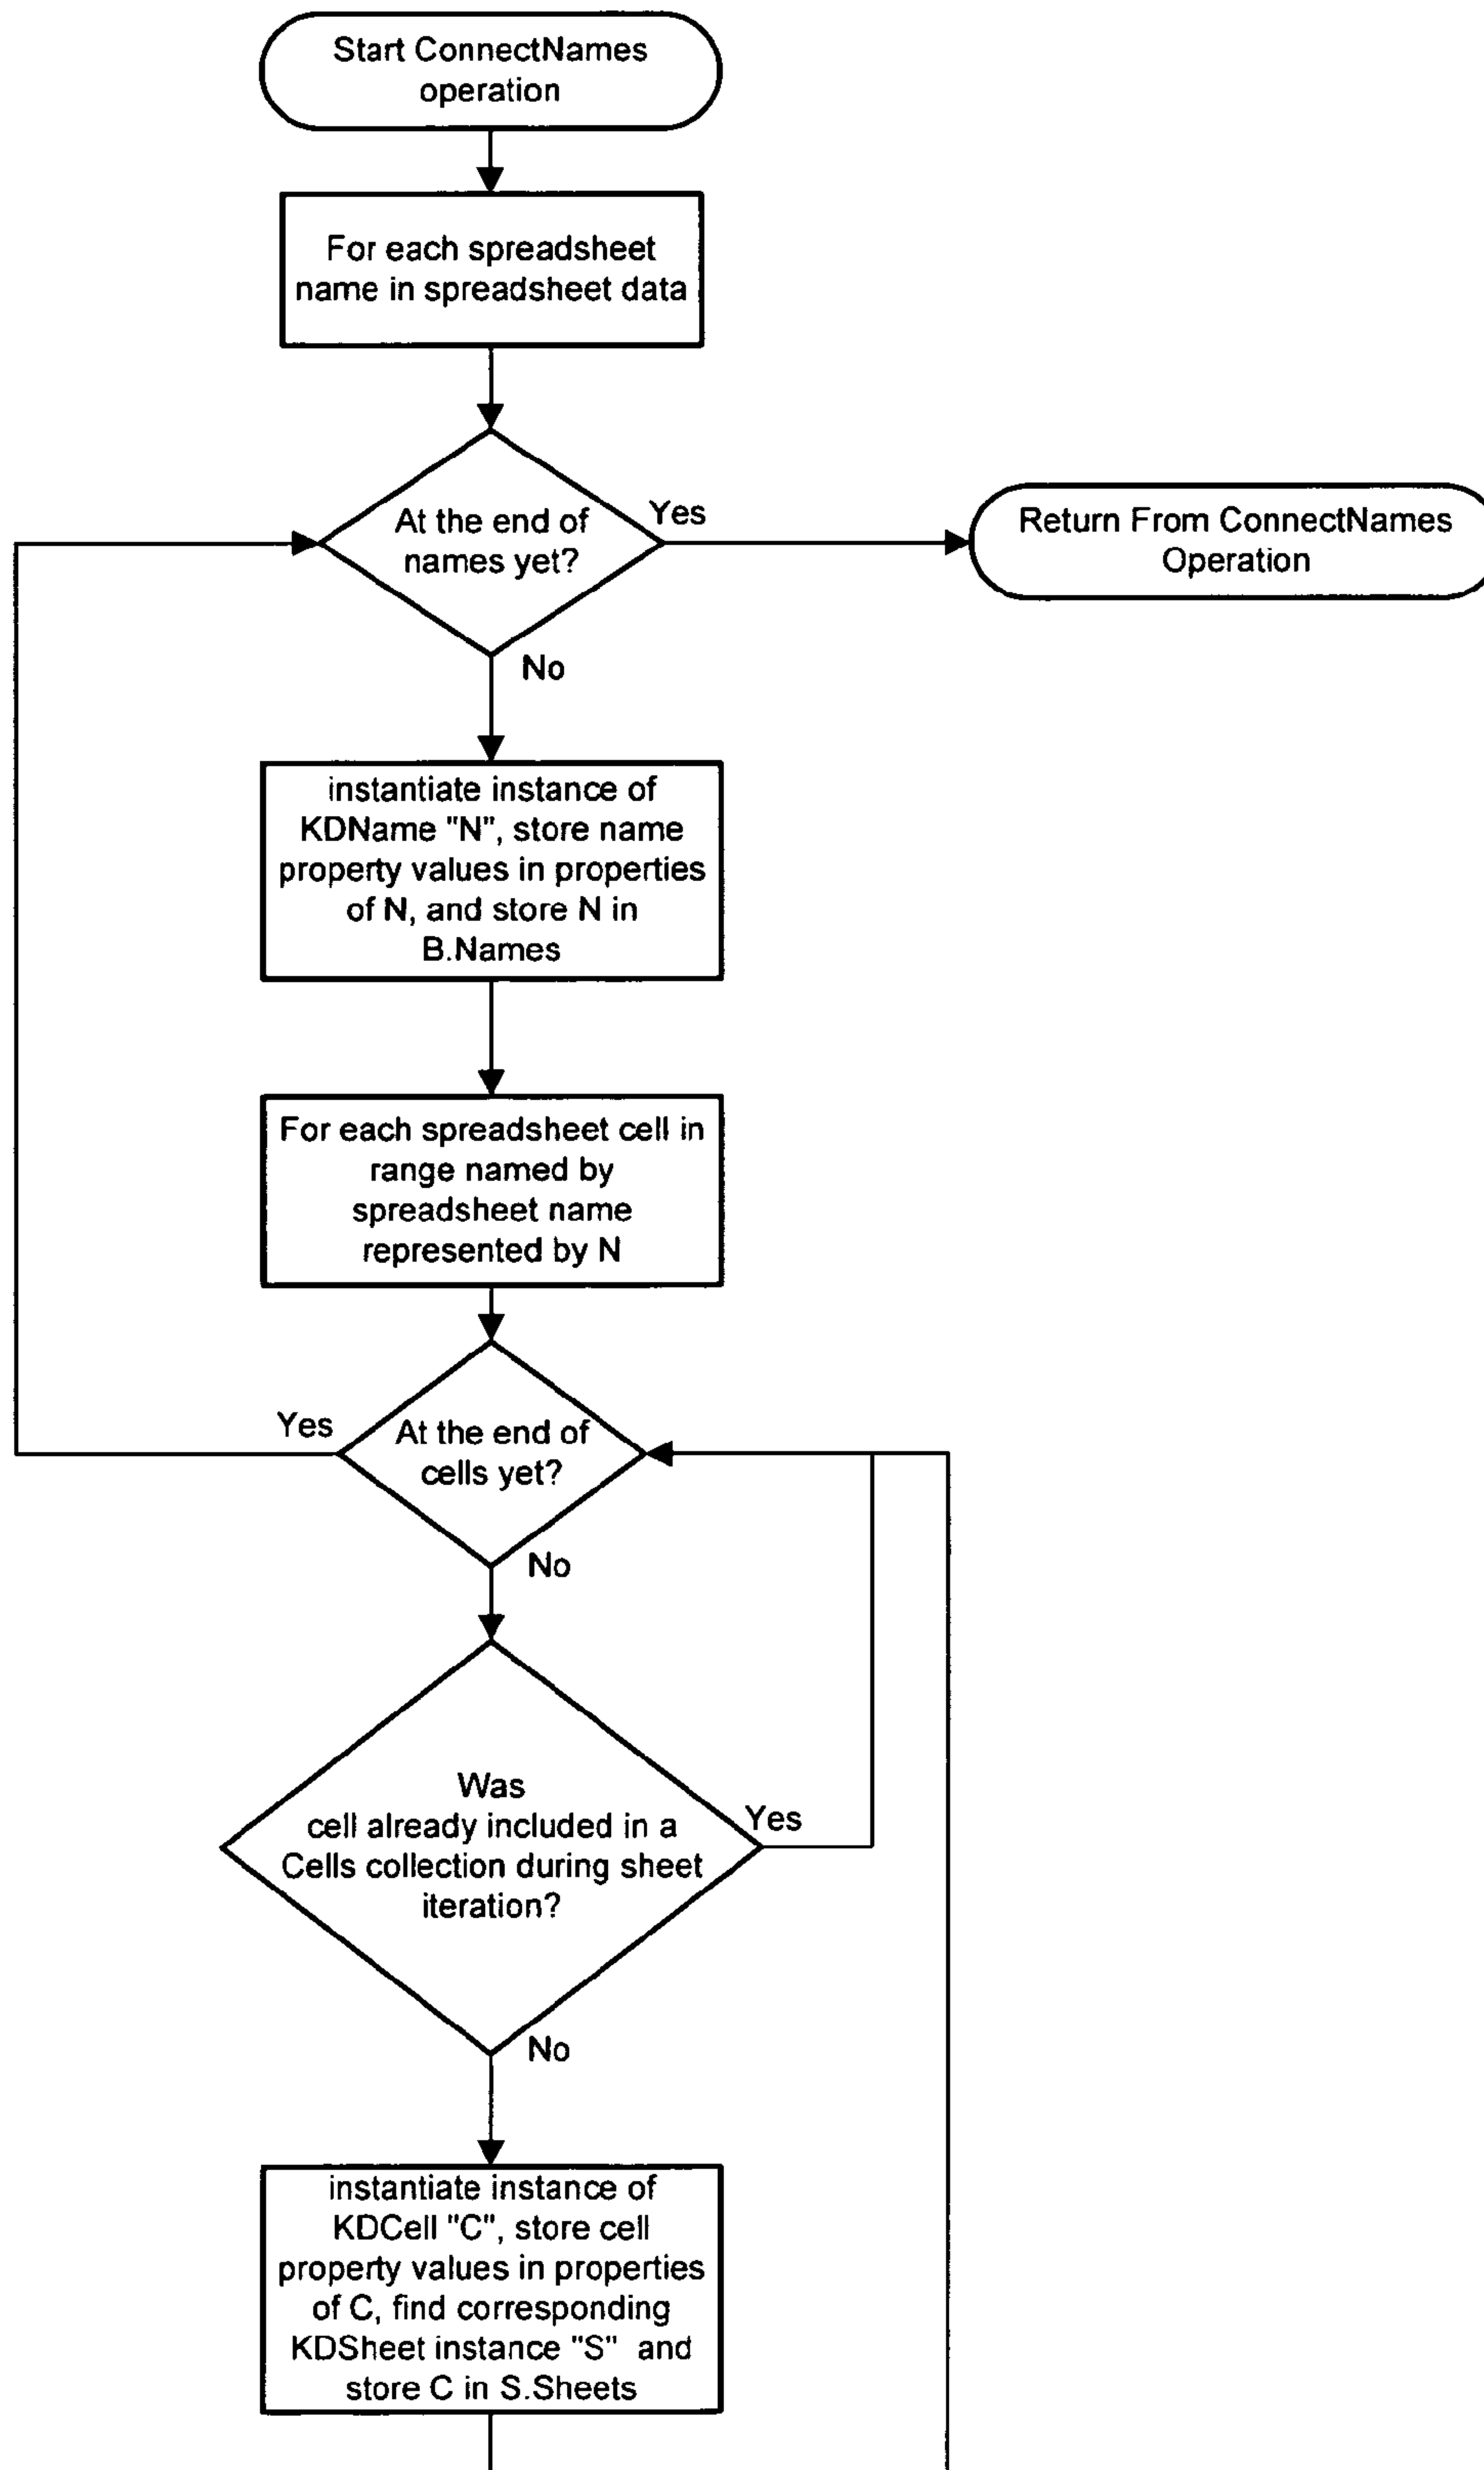 Start ConnectNames
operation
For each spreadsheet
name in spreadsheet data
At the end of
names yet?
Yes
Return From ConnectNames
Operation
No
instantiate instance of
KDName "N", store name
property values in properties
of N, and store N in
B.Names
For each spreadsheet cell in
range named by
spreadsheet name
represented by N
Yes
At the end of
cells yet?
No
Was
cell already included in a
Cells collection during sheet
iteration?
Yes
No
instantiate instance of
KDCell "C", store cell
property values in properties
of C, find corresponding
KDSheet instance "S" and
store C in S.Sheets